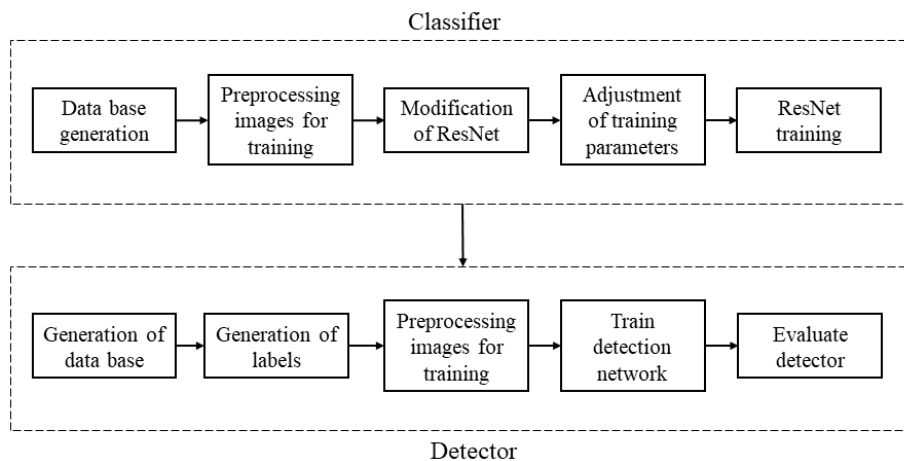 Classifier
Data base
generation
Preprocessing
images for
training
Modification
of ResNet
Adjustment
of training
parameters
ResNet
training
Generation of
data base
Generation of
labels
Preprocessing
images for
training
Train
detection
network
Evaluate
detector
Detector